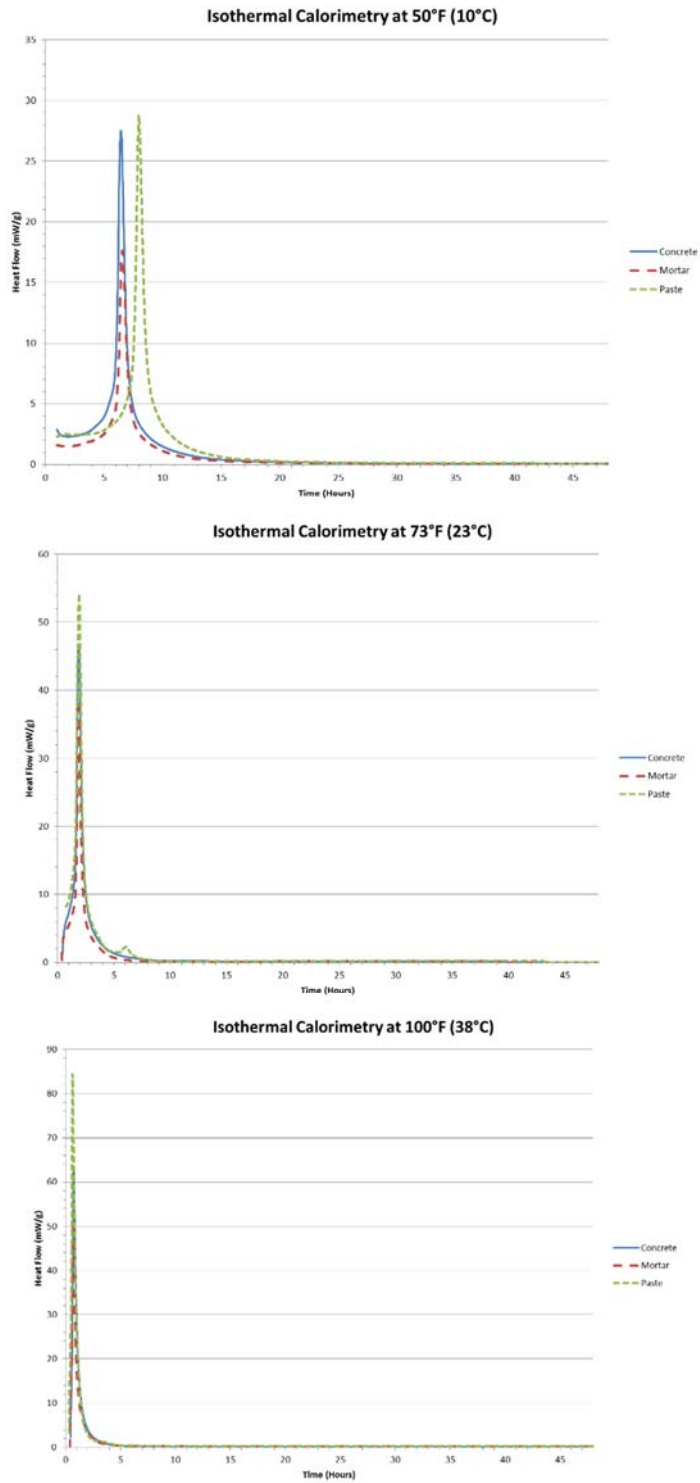 Isothermal Calorimetry at 50°F (10°C)
35
30
25
20
15
10
5
0
Heat Flow (mW/g)
0 5 10 15 20 25 30 35 40 45
Time (Hours)
Concrete
Mortar
Paste
Isothermal Calorimetry at 73°F (23°C)
60
50
40
30
20
10
0
Heat Flow (mW/g)
0 5 10 15 20 25 30 35 40 45
Time (Hours)
Concrete
Mortar
Paste
Isothermal Calorimetry at 100°F (38°C)
90
80
70
60
50
40
30
20
10
0
Heat Flow (mW/g)
0 5 10 15 20 25 30 35 40 45
Time (Hours)
Concrete
Mortar
Paste